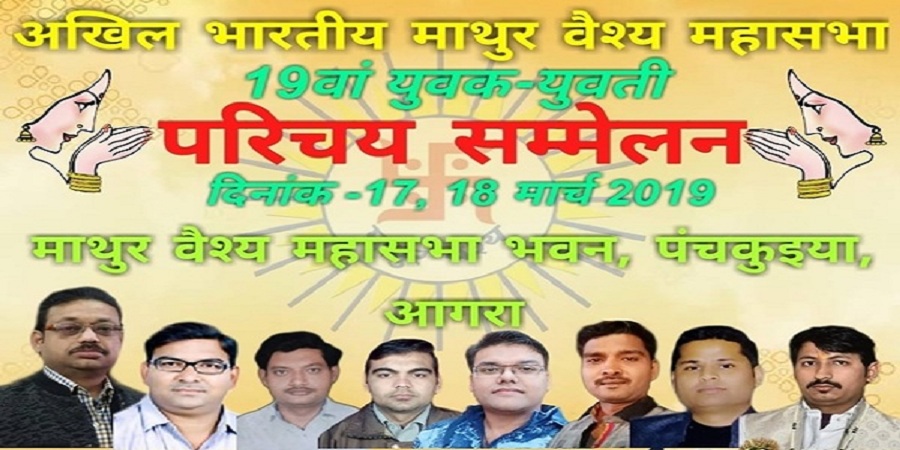 अखिल भारतीय माथुर वैश्य महासभा
19वां युवक-युवती
परिचय सम्मेलन
दिनांक -17, 18 मार्च 2019
माथुर वैश्य महासभा भवन, पंचकुइया,
आगरा